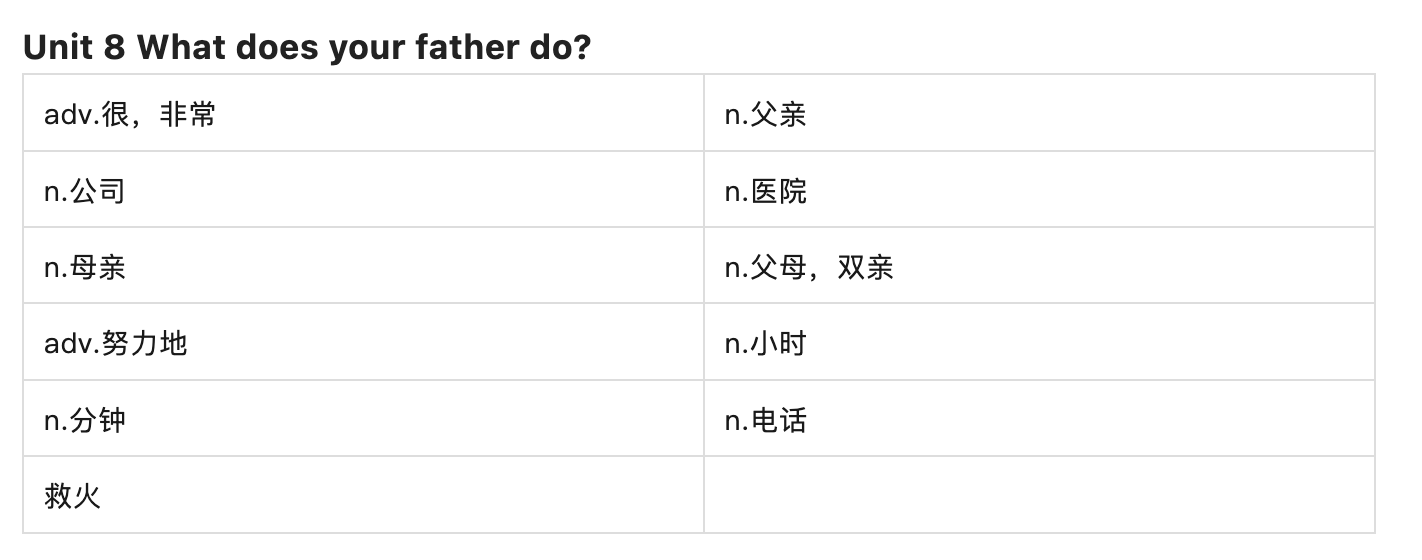 Unit 8 What does your father do?
adv.很，非常 n.父亲
n.公司 n.医院
n.母亲 n.父母，双亲
adv.努力地 n.小时
n.分钟 n.电话
救火